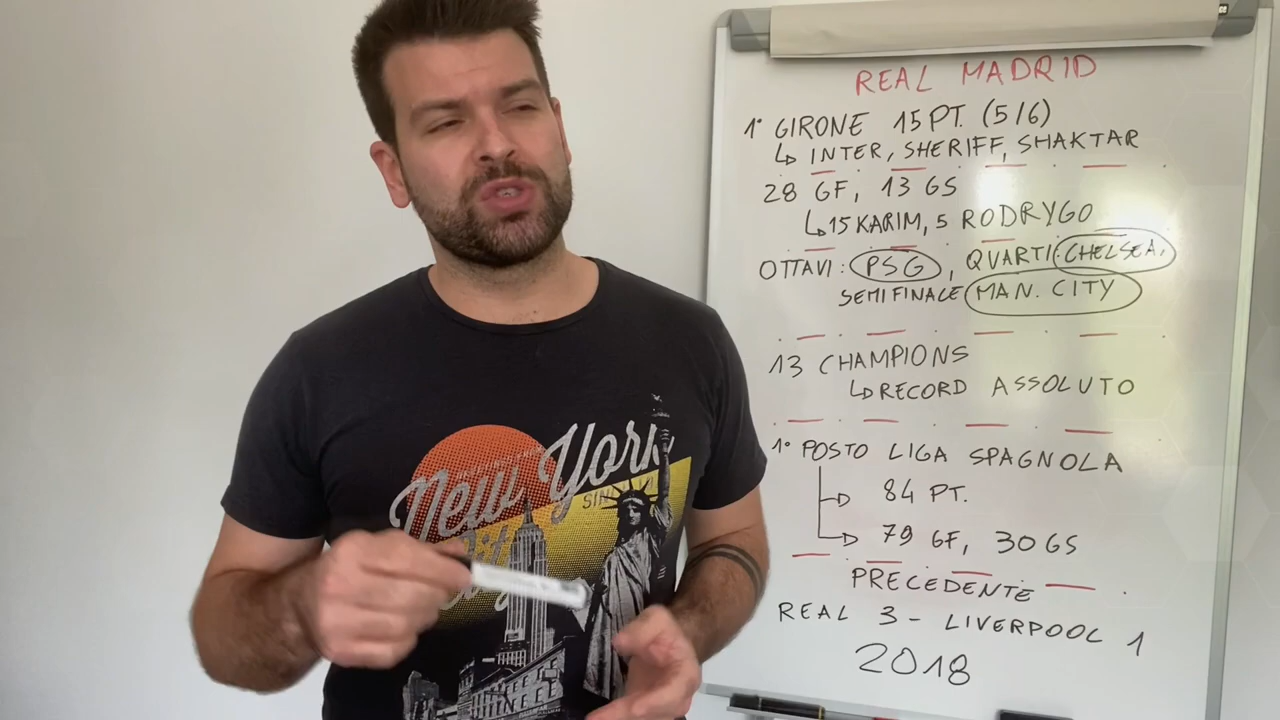 REAL MADRID
1° GIRONE 15 PT. (5/6)
↳ INTER, SHERIFF, SHAKTAR
28 GF, 13 GS
↳ 15 KARIM, 5 RODRYGO
OTTAVI: PSG, QUARTI: CHELSEA,
SEMIFINALE MAN. CITY
13 CHAMPIONS
↳ RECORD ASSOLUTO
1° POSTO LIGA SPAGNOLA
84 PT.
79 GF, 30 GS
PRECEDENTE
REAL 3 - LIVERPOOL 1
2018
New York
City